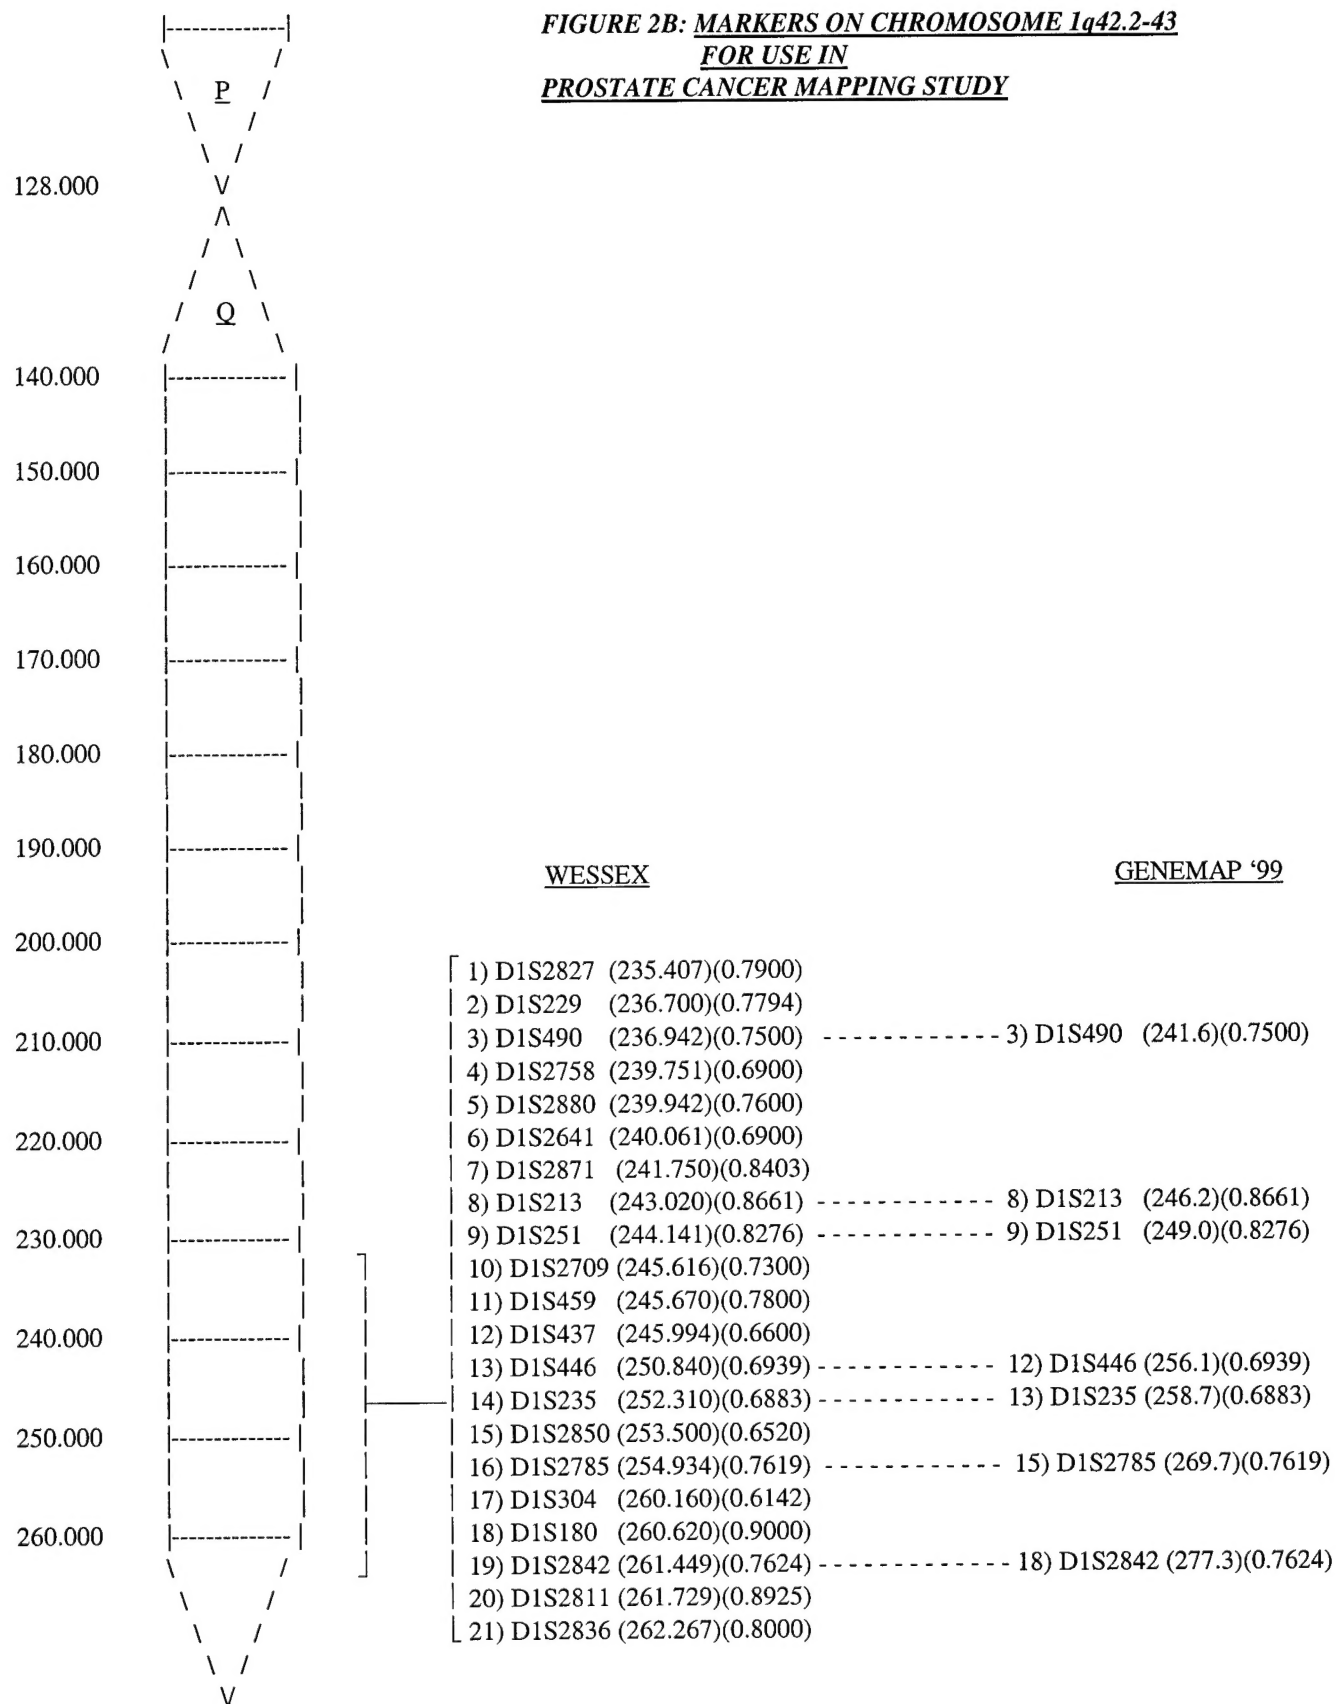 FIGURE 2B: MARKERS ON CHROMOSOME 1q42.2-43
FOR USE IN
PROSTATE CANCER MAPPING STUDY
P
128.000
Q
140.000
150.000
160.000
170.000
180.000
190.000
200.000
210.000
220.000
230.000
240.000
250.000
260.000
WESSEX
1) D1S2827 (235.407)(0.7900)
2) D1S229 (236.700)(0.7794)
3) D1S490 (236.942)(0.7500) - - - - - - - - - - - - 3) D1S490 (241.6)(0.7500)
4) D1S2758 (239.751)(0.6900)
5) D1S2880 (239.942)(0.7600)
6) D1S2641 (240.061)(0.6900)
7) D1S2871 (241.750)(0.8403)
8) D1S213 (243.020)(0.8661) - - - - - - - - - - - - 8) D1S213 (246.2)(0.8661)
9) D1S251 (244.141)(0.8276) - - - - - - - - - - - - 9) D1S251 (249.0)(0.8276)
10) D1S2709 (245.616)(0.7300)
11) D1S459 (245.670)(0.7800)
12) D1S437 (245.994)(0.6600)
13) D1S446 (250.840)(0.6939) - - - - - - - - - - - - 12) D1S446 (256.1)(0.6939)
14) D1S235 (252.310)(0.6883) - - - - - - - - - - - - 13) D1S235 (258.7)(0.6883)
15) D1S2850 (253.500)(0.6520)
16) D1S2785 (254.934)(0.7619) - - - - - - - - - - - - 15) D1S2785 (269.7)(0.7619)
17) D1S304 (260.160)(0.6142)
18) D1S180 (260.620)(0.9000)
19) D1S2842 (261.449)(0.7624) - - - - - - - - - - - - 18) D1S2842 (277.3)(0.7624)
20) D1S2811 (261.729)(0.8925)
21) D1S2836 (262.267)(0.8000)
GENEMAP ‘99